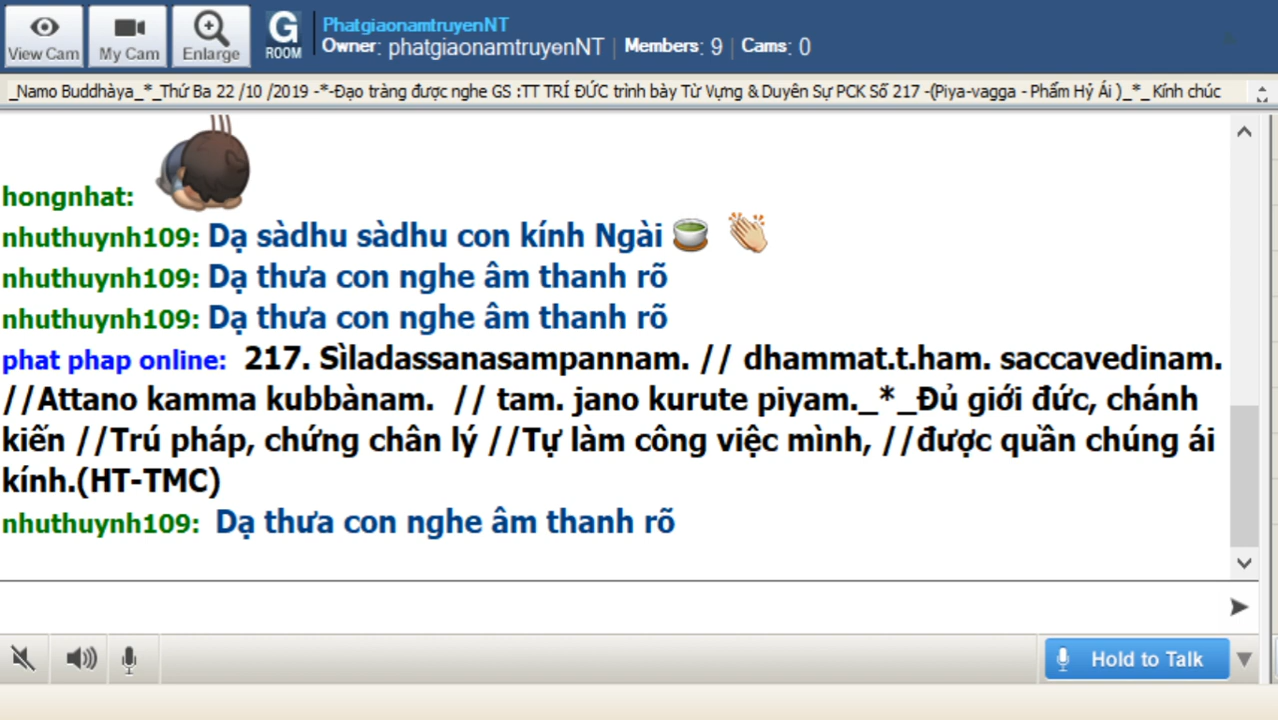 View Cam
My Cam
Enlarge
G
ROOM
PhatgiaonamtruyenNT
Owner: phatgiaonamtruyenNT | Members: 9 | Cams: 0
_Namo Buddhàya_*_Thứ Ba 22 /10 /2019 -*-Đạo tràng được nghe GS :TT TRÍ ĐỨC trình bày Từ Vựng & Duyên Sự PCK Số 217 -(Piya-vagga - Phẩm Hỷ Ái )_*_ Kính chúc
hongnhat:
nhuthuynh109: Dạ sàdhu sàdhu con kính Ngài
nhuthuynh109: Dạ thưa con nghe âm thanh rõ
nhuthuynh109: Dạ thưa con nghe âm thanh rõ
phat phap online: 217. Sìladassanasampannam. // dhammat.t.ham. saccavedinam.
//Attano kamma kubbànam. // tam. jano kurute piyam._*_Đủ giới đức, chánh
kiến //Trú pháp, chứng chân lý //Tự làm công việc mình, //được quần chúng ái
kính.(HT-TMC)
nhuthuynh109: Dạ thưa con nghe âm thanh rõ
Hold to Talk